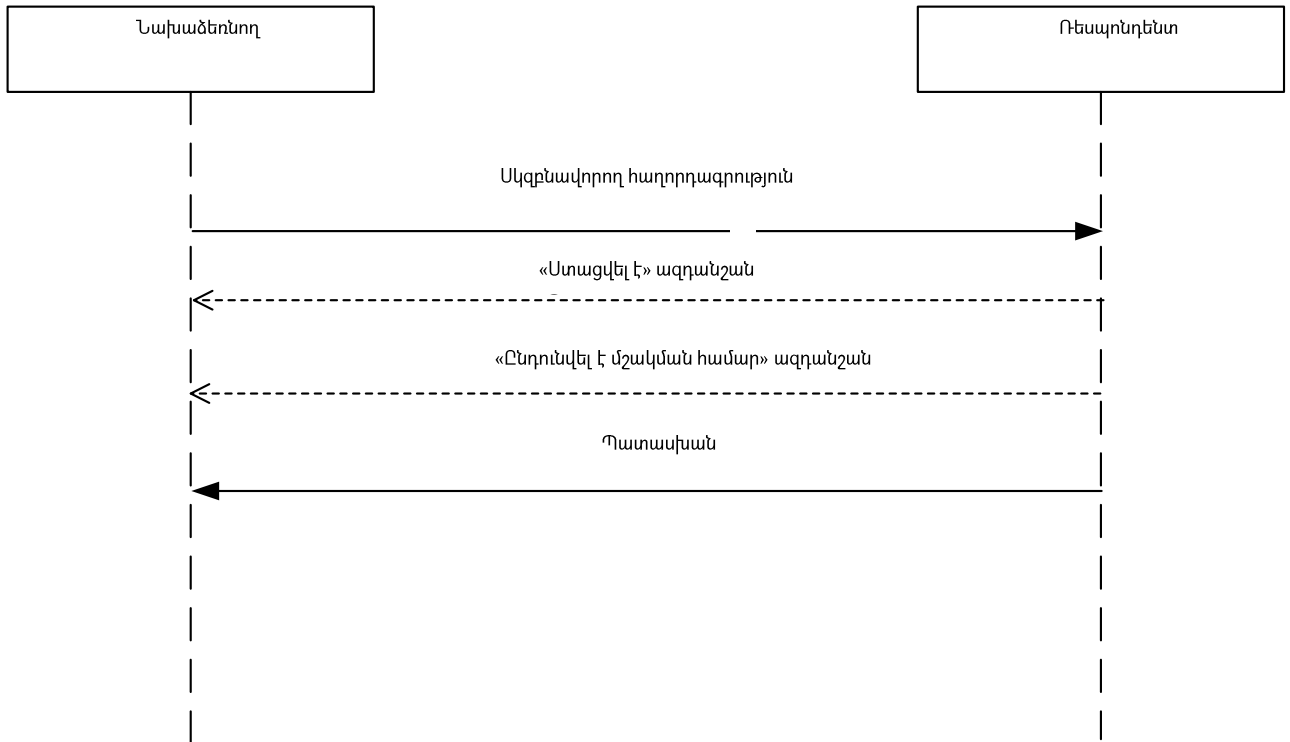 Նախաձեռնող
Ռեսպոնդենտ
Սկզբնավորող հաղորդագրություն
«Ստացվել է» ազդանշան
«Ընդունվել է մշակման համար» ազդանշան
Պատասխան